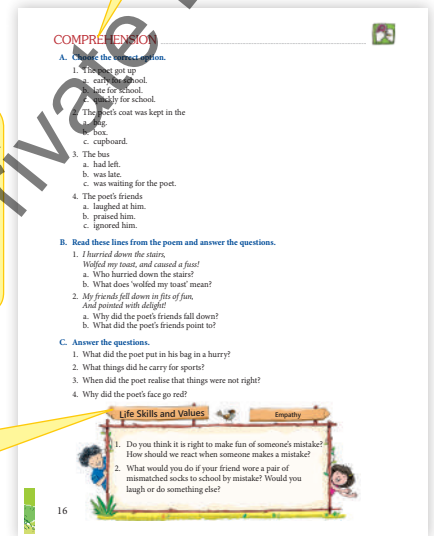 COMPREHENSION
A. Choose the correct option.
1. The poet got up
a. early for school.
b. late for school.
c. quickly for school.
2. The poet's coat was kept in the
a. bag.
b. box.
c. cupboard.
3. The bus
a. had left.
b. was late.
c. was waiting for the poet.
4. The poet's friends
a. laughed at him.
b. praised him.
c. ignored him.
B. Read these lines from the poem and answer the questions.
1. I hurried down the stairs,
Wolfed my toast, and caused a fuss!
a. Who hurried down the stairs?
b. What does 'wolfed my toast' mean?
2. My friends fell down in fits of fun,
And pointed with delight!
a. Why did the poet's friends fall down?
b. What did the poet's friends point to?
C. Answer the questions.
1. What did the poet put in his bag in a hurry?
2. What things did he carry for sports?
3. When did the poet realise that things were not right?
4. Why did the poet's face go red?
Life Skills and Values
Empathy
1. Do you think it is right to make fun of someone's mistake?
How should we react when someone makes a mistake?
2. What would you do if your friend wore a pair of
mismatched socks to school by mistake? Would you
laugh or do something else?
16